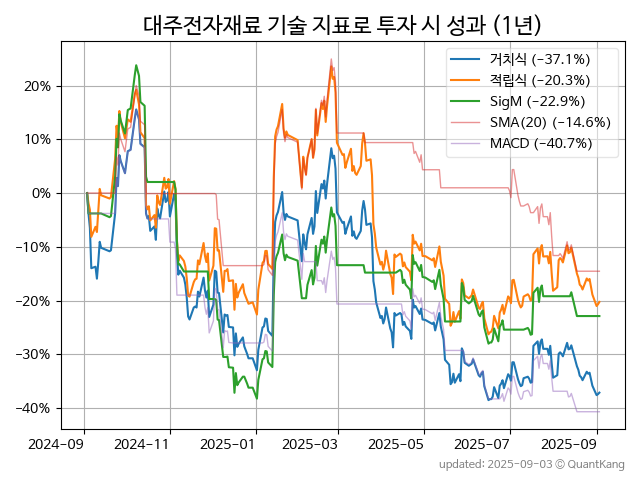 대주전자재료 기술 지표로 투자 시 성과 (1년)
거치식 (−37.1%)
적립식 (−20.3%)
SigM (−22.9%)
SMA(20) (−14.6%)
MACD (−40.7%)
20%
10%
0%
−10%
−20%
−30%
−40%
2024-09 2024-11 2025-01 2025-03 2025-05 2025-07 2025-09
updated: 2025-09-03 © QuantKang